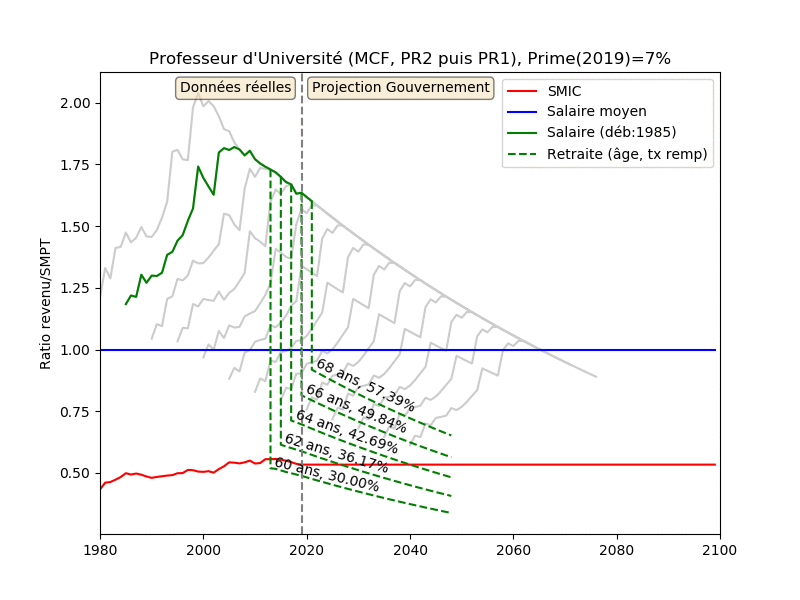 Professeur d'Université (MCF, PR2 puis PR1), Prime(2019)=7%
Données réelles
Projection Gouvernement
SMIC
Salaire moyen
Salaire (déb:1985)
Retraite (âge, tx remp)
Ratio revenu/SMPT
2.00
1.75
1.50
1.25
1.00
0.75
0.50
68 ans, 57.39%
66 ans, 49.84%
64 ans, 42.69%
62 ans, 36.17%
60 ans, 30.00%
1980
2000
2020
2040
2060
2080
2100